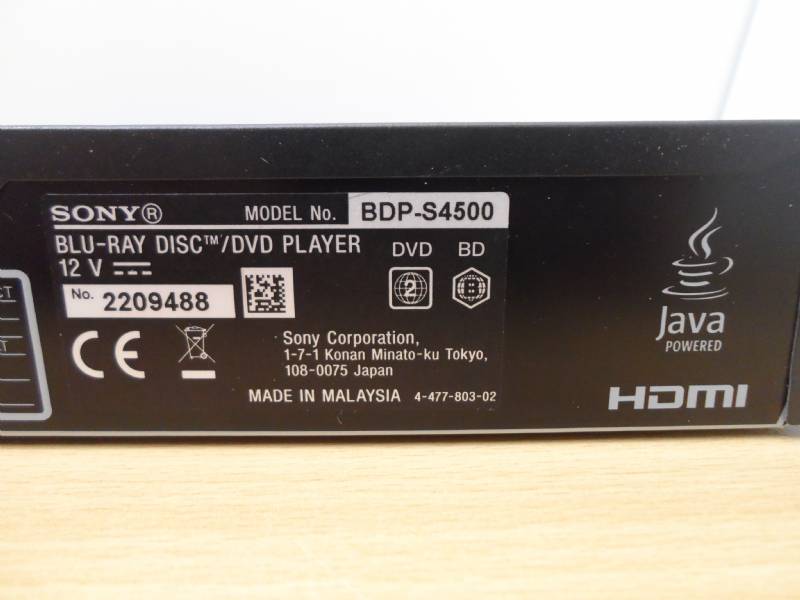 SONY®
MODEL No. BDP-S4500
BLU-RAY DISC™/DVD PLAYER
12 V
DVD BD
2
No. 2209488
CE
Sony Corporation,
1-7-1 Konan Minato-ku Tokyo,
108-0075 Japan
MADE IN MALAYSIA 4-477-803-02
Java
POWERED
HDMI